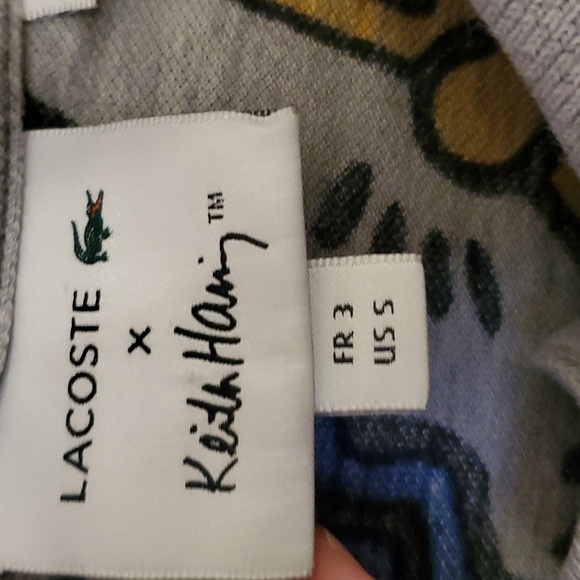 LACOSTE
x
Keith Haring™
FR 3
US S